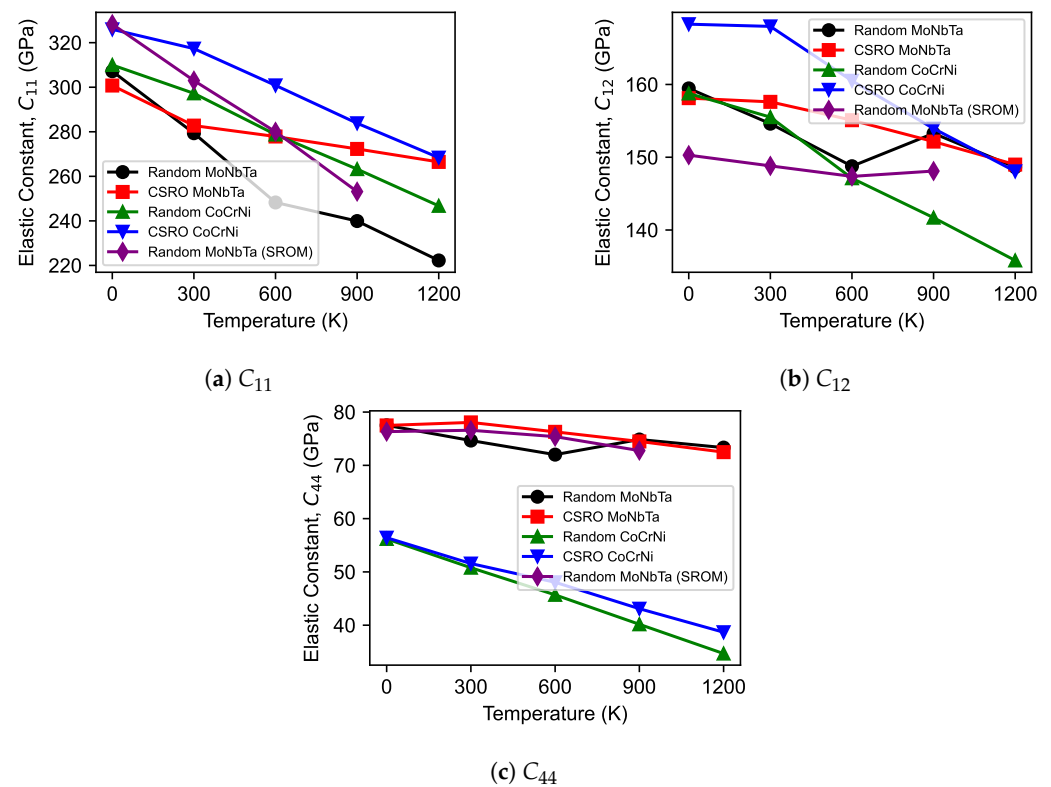 Elastic Constant, C11 (GPa)
320
300
280
260
240
220
Random MoNbTa
CSRO MoNbTa
Random CoCrNi
CSRO CoCrNi
Random MoNbTa (SROM)
0 300 600 900 1200
Temperature (K)
(a) C11
Elastic Constant, C12 (GPa)
160
150
140
Random MoNbTa
CSRO MoNbTa
Random CoCrNi
CSRO CoCrNi
Random MoNbTa (SROM)
0 300 600 900 1200
Temperature (K)
(b) C12
Elastic Constant, C44 (GPa)
80
70
60
50
40
Random MoNbTa
CSRO MoNbTa
Random CoCrNi
CSRO CoCrNi
Random MoNbTa (SROM)
0 300 600 900 1200
Temperature (K)
(c) C44